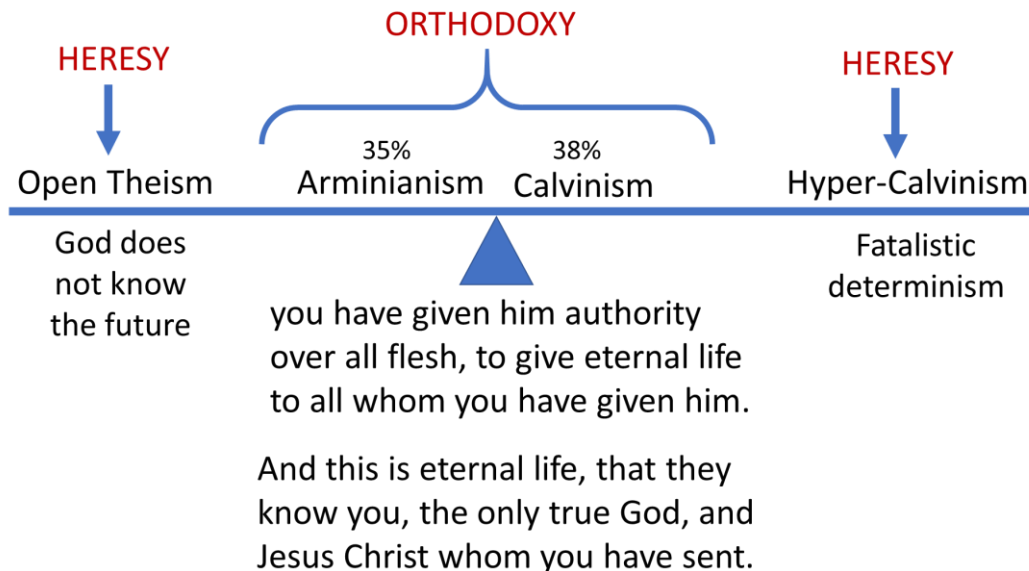 ORTHODOXY
HERESY
HERESY
35%
38%
Open Theism
Arminianism
Calvinism
Hyper-Calvinism
God does
not know
the future
Fatalistic
determinism
you have given him authority
over all flesh, to give eternal life
to all whom you have given him.
And this is eternal life, that they
know you, the only true God, and
Jesus Christ whom you have sent.